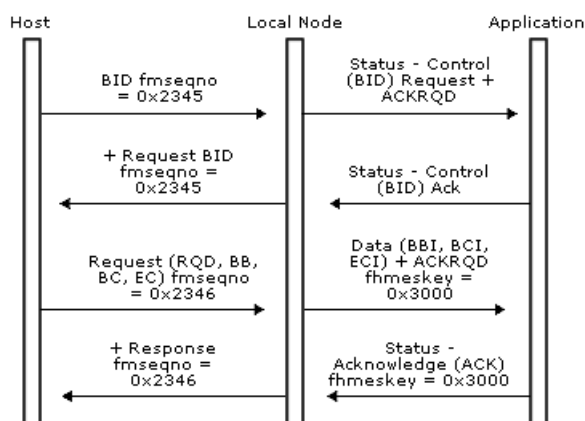 Host
Local Node
Application
BID fmseqno
= 0x2345
Status - Control
(BID) Request +
ACKRQD
+ Request BID
fmseqno =
0x2345
Status - Control
(BID) Ack
Request (RQD, BB,
BC, EC) fmseqno
= 0x2346
Data (BBI, BCI,
ECI) + ACKRQD
fhmeskey =
0x3000
+ Response
fmseqno =
0x2346
Status -
Acknowledge (ACK)
fhmeskey = 0x3000